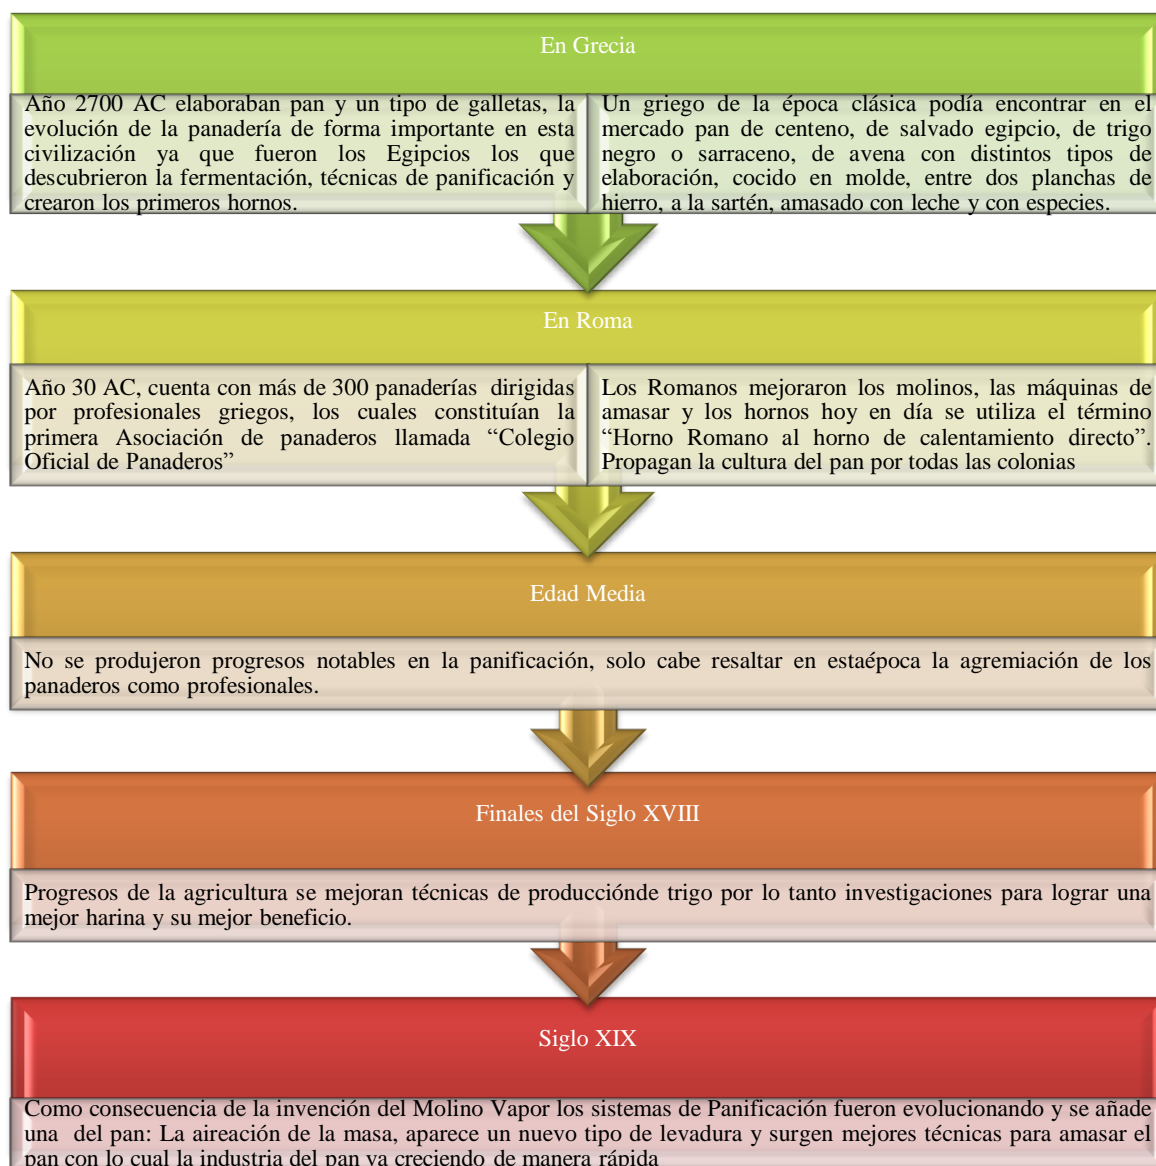 En Grecia
Año 2700 AC elaboraban pan y un tipo de galletas, la
evolución de la panadería de forma importante en esta
civilización ya que fueron los Egipcios los que
descubrieron la fermentación, técnicas de panificación y
crearon los primeros hornos.
Un griego de la época clásica podía encontrar en el
mercado pan de centeno, de salvado egipcio, de trigo
negro o sarraceno, de avena con distintos tipos de
elaboración, cocido en molde, entre dos planchas de
hierro, a la sartén, amasado con leche y con especies.
En Roma
Año 30 AC, cuenta con más de 300 panaderías dirigidas
por profesionales griegos, los cuales constituían la
primera Asociación de panaderos llamada “Colegio
Oficial de Panaderos”
Los Romanos mejoraron los molinos, las máquinas de
amasar y los hornos hoy en día se utiliza el término
“Horno Romano al horno de calentamiento directo”.
Propagan la cultura del pan por todas las colonias
Edad Media
No se produjeron progresos notables en la panificación, solo cabe resaltar en estaépoca la agremiación de los
panaderos como profesionales.
Finales del Siglo XVIII
Progresos de la agricultura se mejoran técnicas de producciónde trigo por lo tanto investigaciones para lograr una
mejor harina y su mejor beneficio.
Siglo XIX
Como consecuencia de la invención del Molino Vapor los sistemas de Panificación fueron evolucionando y se añade
una del pan: La aireación de la masa, aparece un nuevo tipo de levadura y surgen mejores técnicas para amasar el
pan con lo cual la industria del pan va creciendo de manera rápida